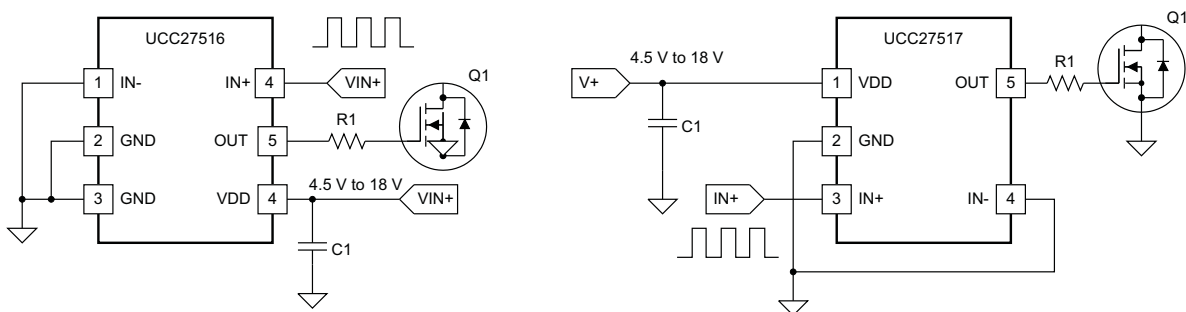 UCC27516
1 IN- IN+ 4 VIN+
Q1
2 GND OUT 5 R1
4.5 V to 18 V
3 GND VDD 4 VIN+
C1
UCC27517
Q1
4.5 V to 18 V
V+ 1 VDD OUT 5 R1
C1
2 GND
IN+ 3 IN+ IN- 4